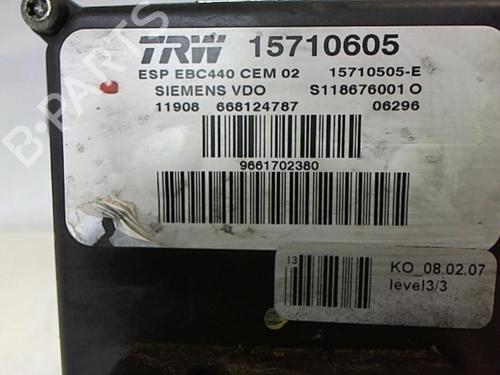 TRW 15710605
ESP EBC440 CEM 02 15710505-E
SIEMENS VDO S118676001 O
11908 668124787 06296
9661702380
13
KO_08.02.07
level3/3
B-PARTS